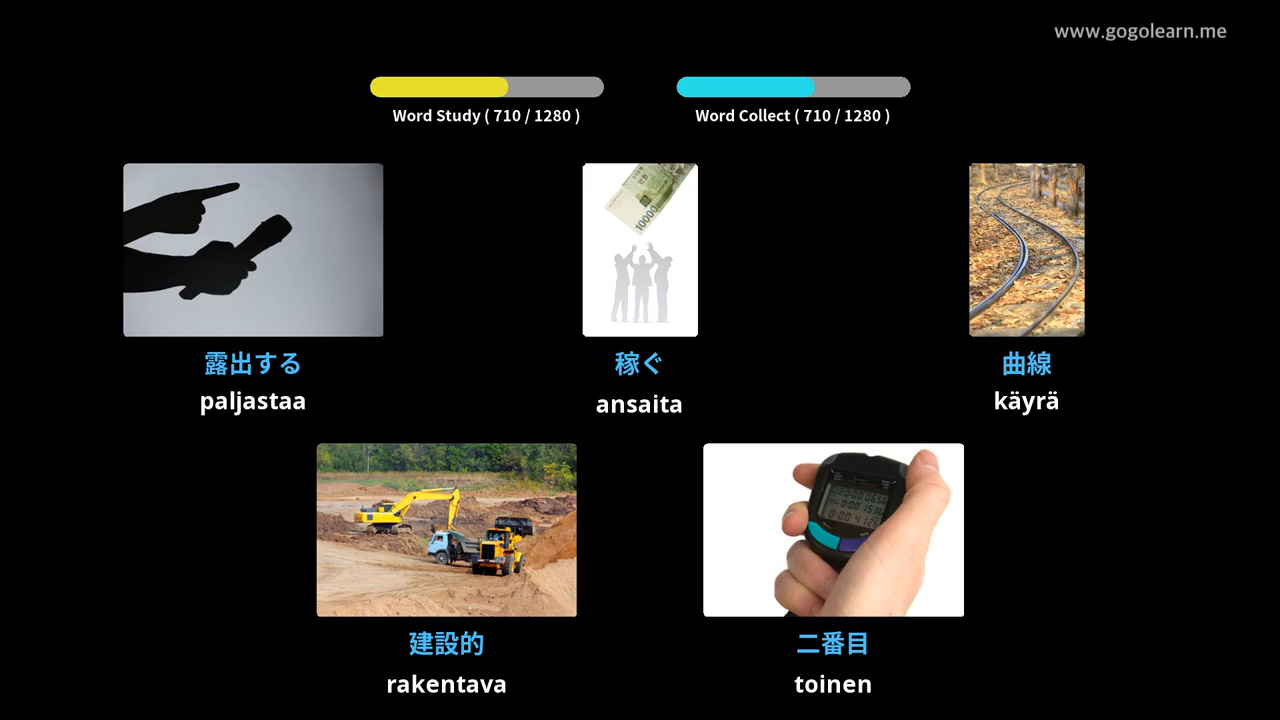 www.gogolearn.me
Word Study ( 710 / 1280 )
Word Collect ( 710 / 1280 )
10000
露出する
稼ぐ
曲線
paljastaa
ansaita
käyrä
建設的
二番目
rakentava
toinen